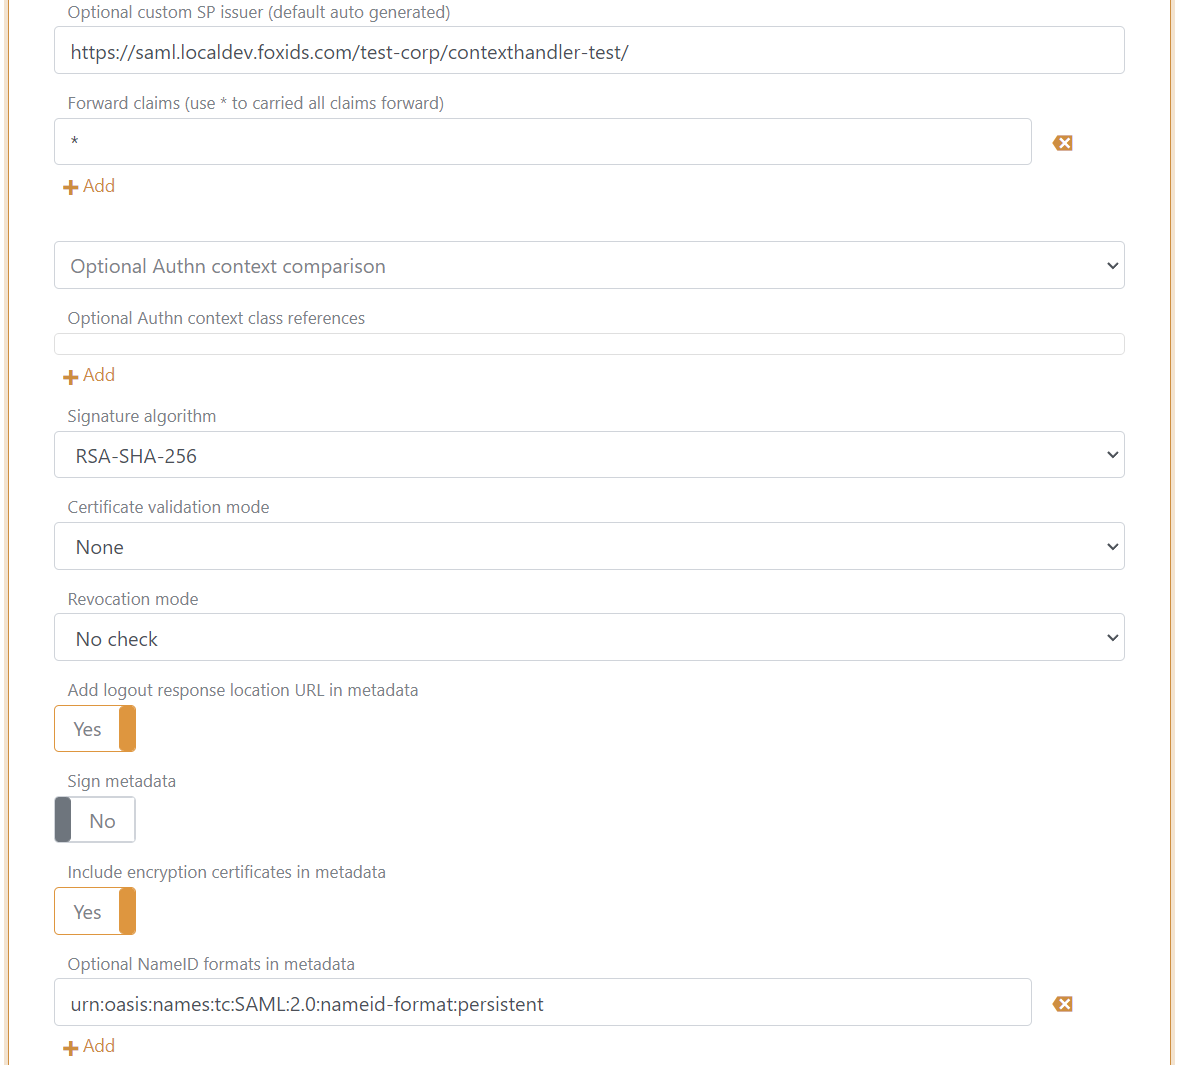 Optional custom SP issuer (default auto generated)
https://saml.localdev.foxids.com/test-corp/contexthandler-test/
Forward claims (use * to carried all claims forward)
*
Add
Optional Authn context comparison
Optional Authn context class references
Add
Signature algorithm
RSA-SHA-256
Certificate validation mode
None
Revocation mode
No check
Add logout response location URL in metadata
Yes
Sign metadata
No
Include encryption certificates in metadata
Yes
Optional NameID formats in metadata
urn:oasis:names:tc:SAML:2.0:nameid-format:persistent
Add